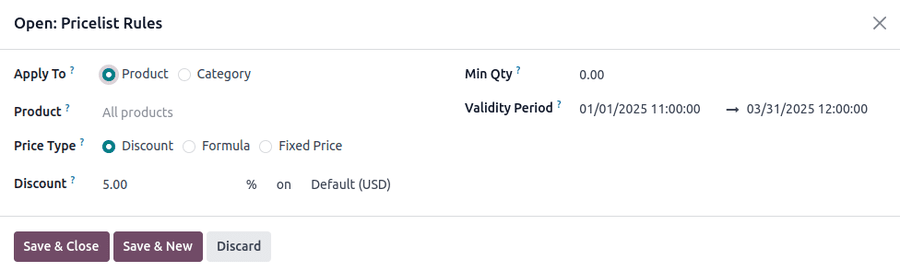 Open: Pricelist Rules
Apply To ? Product Category
Min Qty ? 0.00
Product ? All products
Validity Period ? 01/01/2025 11:00:00 → 03/31/2025 12:00:00
Price Type ? Discount Formula Fixed Price
Discount ? 5.00 % on Default (USD)
Save & Close Save & New Discard